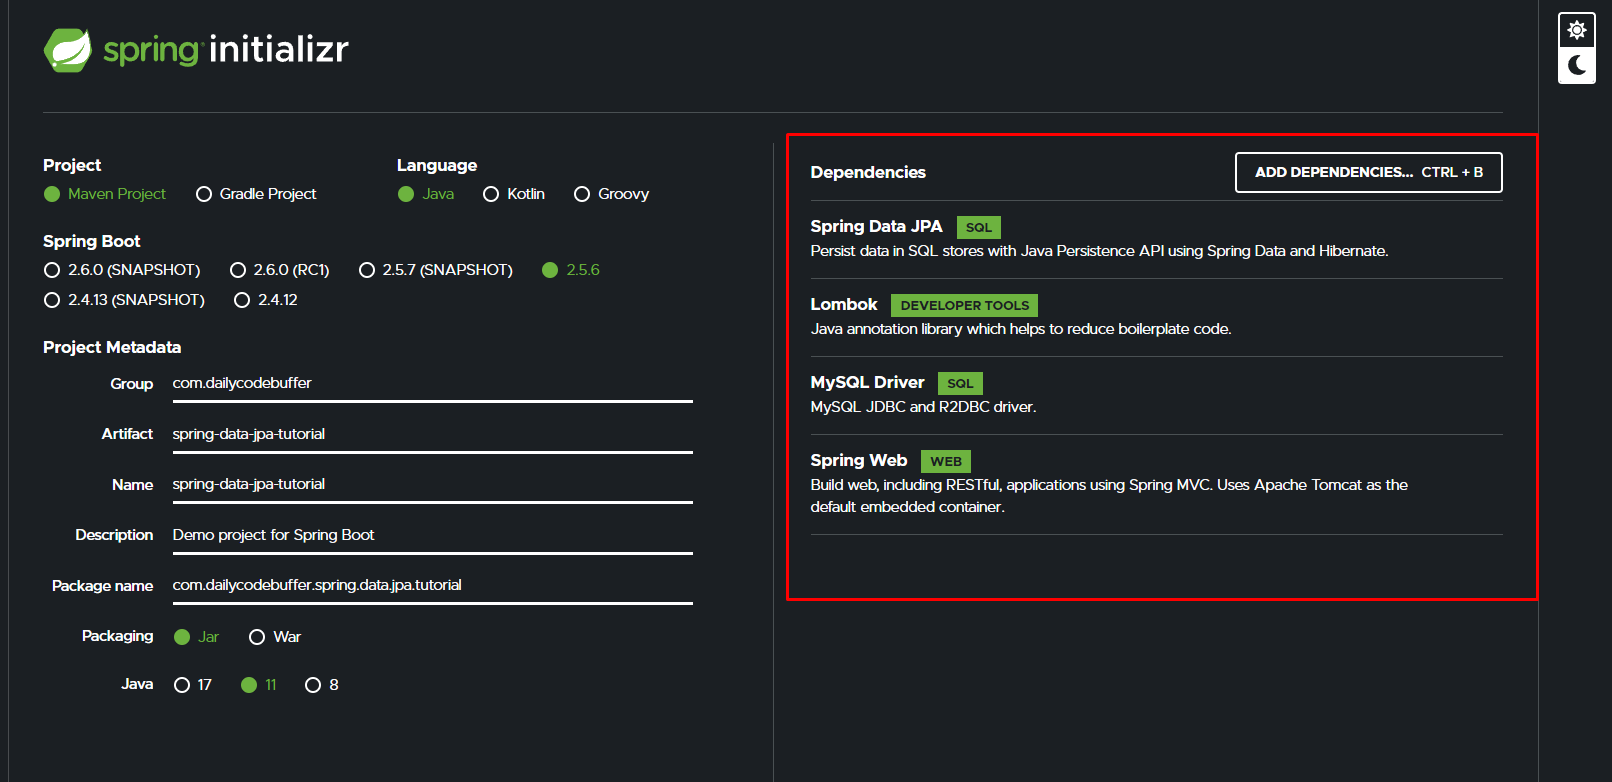 spring initializr
Project
Maven Project Gradle Project
Language
Java Kotlin Groovy
Spring Boot
2.6.0 (SNAPSHOT) 2.6.0 (RC1) 2.5.7 (SNAPSHOT) 2.5.6
2.4.13 (SNAPSHOT) 2.4.12
Project Metadata
Group com.dailycodebuffer
Artifact spring-data-jpa-tutorial
Name spring-data-jpa-tutorial
Description Demo project for Spring Boot
Package name com.dailycodebuffer.spring.data.jpa.tutorial
Packaging Jar War
Java 17 11 8
Dependencies ADD DEPENDENCIES... CTRL + B
Spring Data JPA SQL
Persist data in SQL stores with Java Persistence API using Spring Data and Hibernate.
Lombok DEVELOPER TOOLS
Java annotation library which helps to reduce boilerplate code.
MySQL Driver SQL
MySQL JDBC and R2DBC driver.
Spring Web WEB
Build web, including RESTful, applications using Spring MVC. Uses Apache Tomcat as the
default embedded container.